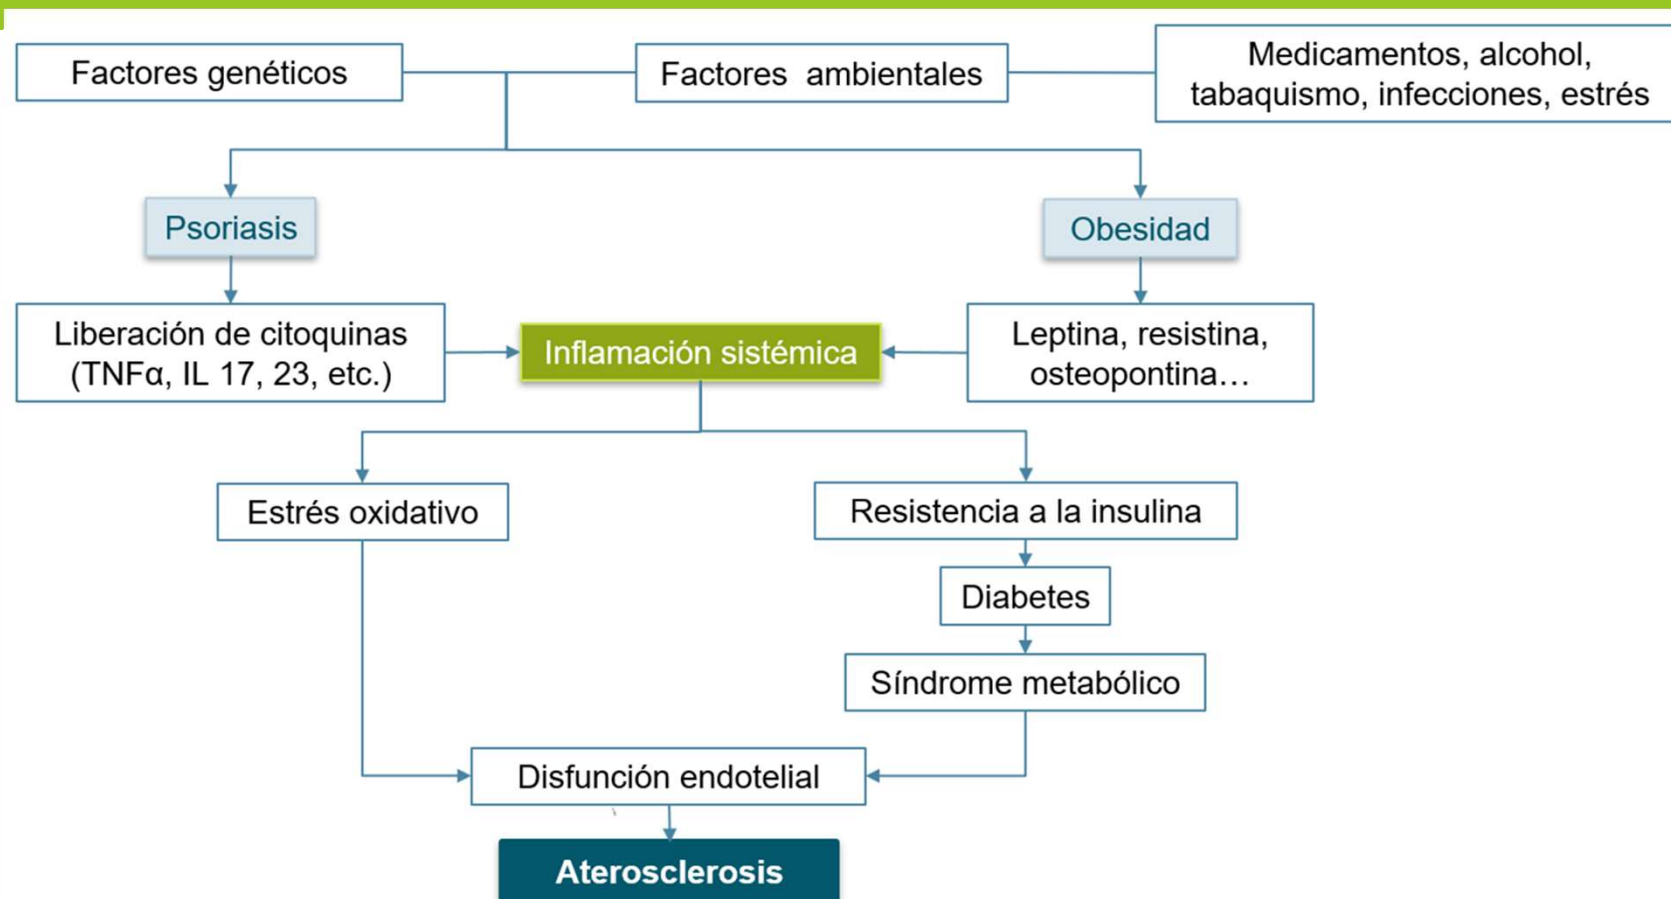 Factores genéticos
Factores ambientales
Medicamentos, alcohol,
tabaquismo, infecciones, estrés
Psoriasis
Obesidad
Liberación de citoquinas
(TNFα, IL 17, 23, etc.)
Inflamación sistémica
Leptina, resistina,
osteopontina…
Estrés oxidativo
Resistencia a la insulina
Diabetes
Síndrome metabólico
Disfunción endotelial
Aterosclerosis